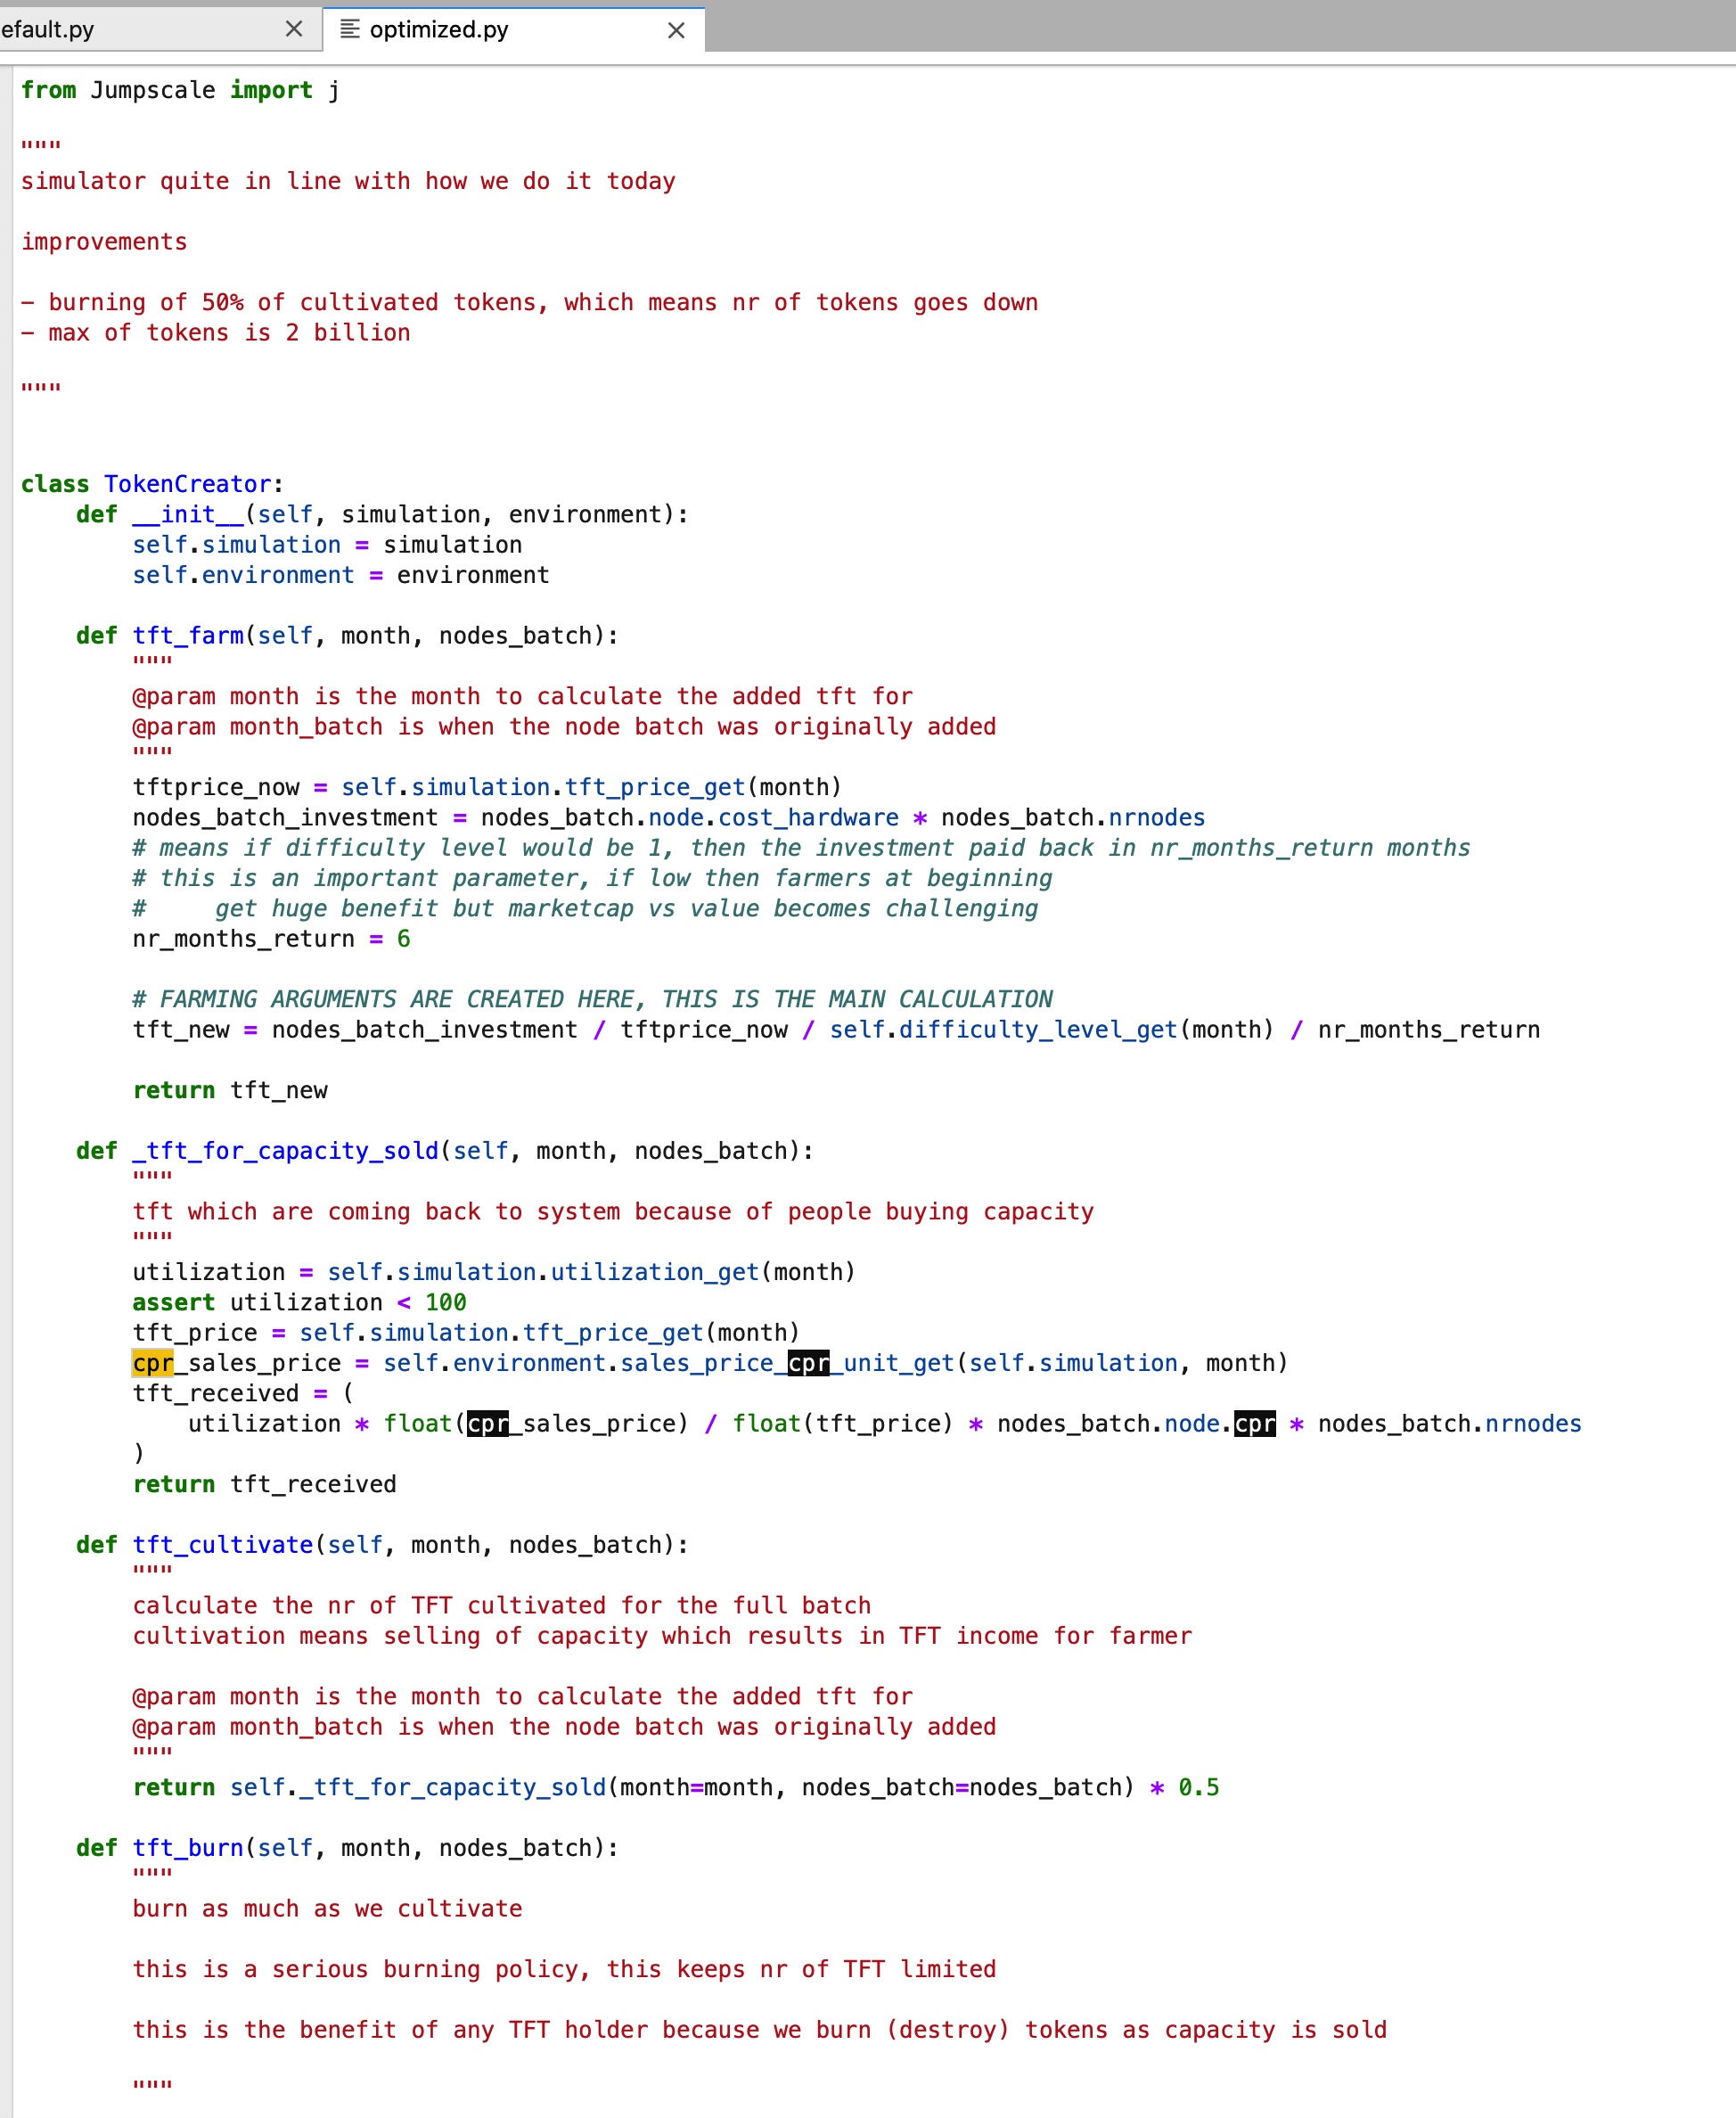 efault.py
optimized.py
from Jumpscale import j
"""
simulator quite in line with how we do it today
improvements
- burning of 50% of cultivated tokens, which means nr of tokens goes down
- max of tokens is 2 billion
"""
class TokenCreator:
    def __init__(self, simulation, environment):
        self.simulation = simulation
        self.environment = environment
    def tft_farm(self, month, nodes_batch):
        """
        @param month is the month to calculate the added tft for
        @param month_batch is when the node batch was originally added
        """
        tftprice_now = self.simulation.tft_price_get(month)
        nodes_batch_investment = nodes_batch.node.cost_hardware * nodes_batch.nrnodes
        # means if difficulty level would be 1, then the investment paid back in nr_months_return months
        # this is an important parameter, if low then farmers at beginning
        #     get huge benefit but marketcap vs value becomes challenging
        nr_months_return = 6
        # FARMING ARGUMENTS ARE CREATED HERE, THIS IS THE MAIN CALCULATION
        tft_new = nodes_batch_investment / tftprice_now / self.difficulty_level_get(month) / nr_months_return
        return tft_new
    def _tft_for_capacity_sold(self, month, nodes_batch):
        """
        tft which are coming back to system because of people buying capacity
        """
        utilization = self.simulation.utilization_get(month)
        assert utilization < 100
        tft_price = self.simulation.tft_price_get(month)
        cpr_sales_price = self.environment.sales_price_cpr_unit_get(self.simulation, month)
        tft_received = (
            utilization * float(cpr_sales_price) / float(tft_price) * nodes_batch.node.cpr * nodes_batch.nrnodes
        )
        return tft_received
    def tft_cultivate(self, month, nodes_batch):
        """
        calculate the nr of TFT cultivated for the full batch
        cultivation means selling of capacity which results in TFT income for farmer
        @param month is the month to calculate the added tft for
        @param month_batch is when the node batch was originally added
        """
        return self._tft_for_capacity_sold(month=month, nodes_batch=nodes_batch) * 0.5
    def tft_burn(self, month, nodes_batch):
        """
        burn as much as we cultivate
        this is a serious burning policy, this keeps nr of TFT limited
        this is the benefit of any TFT holder because we burn (destroy) tokens as capacity is sold
        """